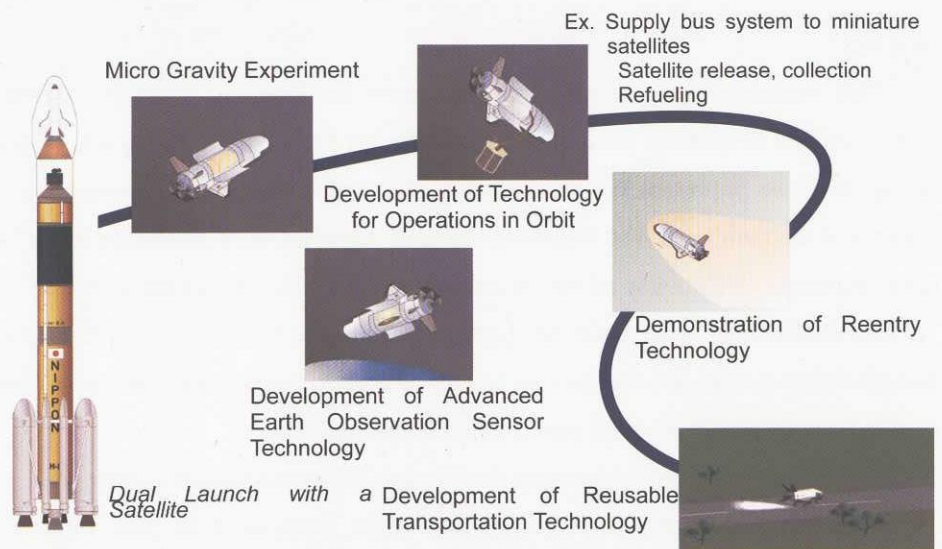 Ex. Supply bus system to miniature
satellites
Satellite release, collection
Refueling
Micro Gravity Experiment
Development of Technology
for Operations in Orbit
Demonstration of Reentry
Technology
Development of Advanced
Earth Observation Sensor
Technology
NIPPON
Dual Launch with a
Satellite
Development of Reusable
Transportation Technology